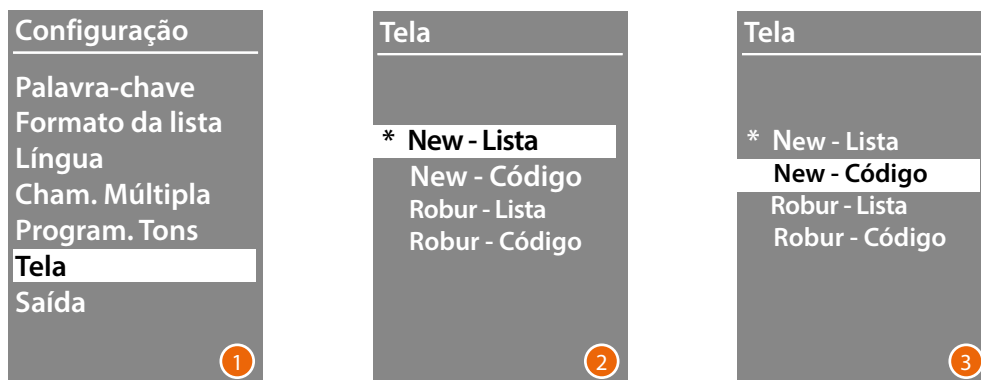 Configuração
Palavra-chave
Formato da lista
Língua
Cham. Múltipla
Program. Tons
Tela
Saída
1
Tela
* New - Lista
New - Código
Robur - Lista
Robur - Código
2
Tela
* New - Lista
New - Código
Robur - Lista
Robur - Código
3